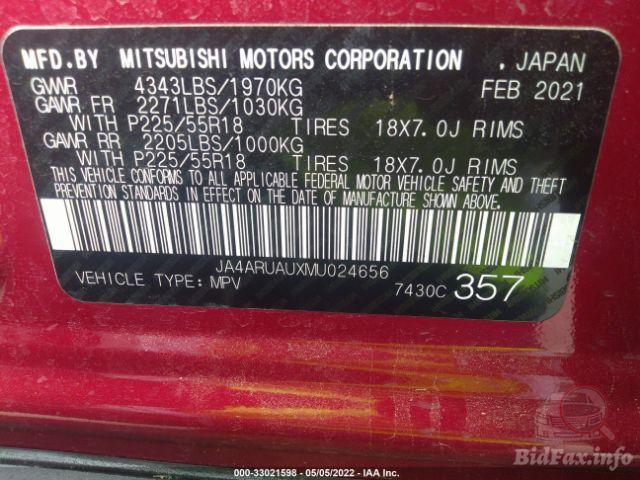 MFD.BY MITSUBISHI MOTORS CORPORATION . JAPAN
GVWR 4343LBS/1970KG FEB 2021
GAWR FR 2271LBS/1030KG
WITH P225/55R18 TIRES 18X7.0J RIMS
GAWR RR 2205LBS/1000KG
WITH P225/55R18 TIRES 18X7.0J RIMS
THIS VEHICLE CONFORMS TO ALL APPLICABLE FEDERAL MOTOR VEHICLE SAFETY AND THEFT
PREVENTION STANDARDS IN EFFECT ON THE DATE OF MANUFACTURE SHOWN ABOVE.
JA4ARUAUXMU024656
VEHICLE TYPE: MPV 7430C 357
000-33021598 - 05/05/2022 - IAA Inc.
BidFax.info